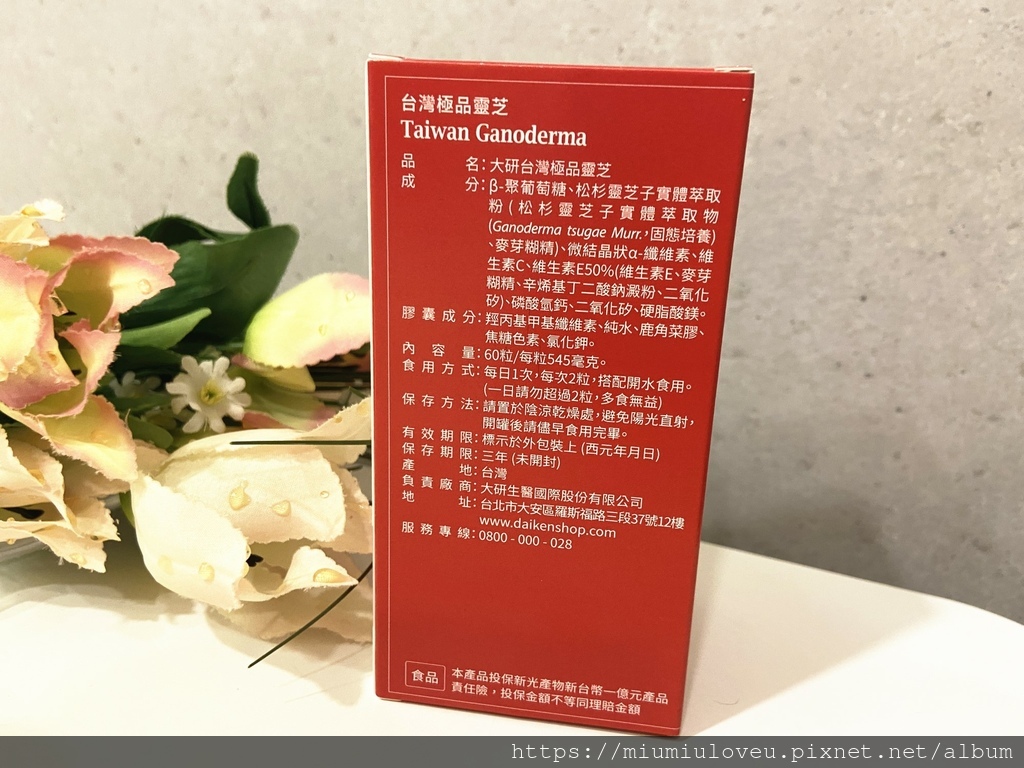 台灣極品靈芝
Taiwan Ganoderma
品名：大研台灣極品靈芝
成分：β-聚葡萄糖、松杉靈芝子實體萃取
粉(松杉靈芝子實體萃取物
(Ganoderma tsugae Murr.,固態培養)
、麥芽糊精)、微結晶狀α-纖維素、維
生素C、維生素E50%(維生素E、麥芽
糊精、辛烯基丁二酸鈉澱粉、二氧化
矽)、磷酸氫鈣、二氧化矽、硬脂酸鎂。
膠囊成分：羥丙基甲基纖維素、純水、鹿角菜膠、
焦糖色素、氯化鉀。
內容量：60粒/每粒545毫克。
食用方式：每日1次，每次2粒，搭配開水食用。
(一日請勿超過2粒，多食無益)
保存方法：請置於陰涼乾燥處，避免陽光直射，
開罐後請儘早食用完畢。
有效期限：標示於外包裝上 (西元年月日)
保存期限：三年 (未開封)
產地：台灣
負責廠商：大研生醫國際股份有限公司
地址：台北市大安區羅斯福路三段37號12樓
www.daikenshop.com
服務專線：0800 - 000 - 028
食品
本產品投保新光產物新台幣一億元產品
責任險，投保金額不等同理賠金額
https://miumiuloveu.pixnet.net/album